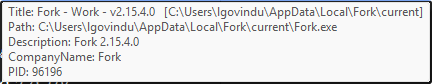 Title: Fork - Work - v2.15.4.0   [C:\Users\lgovindu\AppData\Local\Fork\current]
Path: C:\Users\lgovindu\AppData\Local\Fork\current\Fork.exe
Description: Fork 2.15.4.0
CompanyName: Fork
PID: 96196